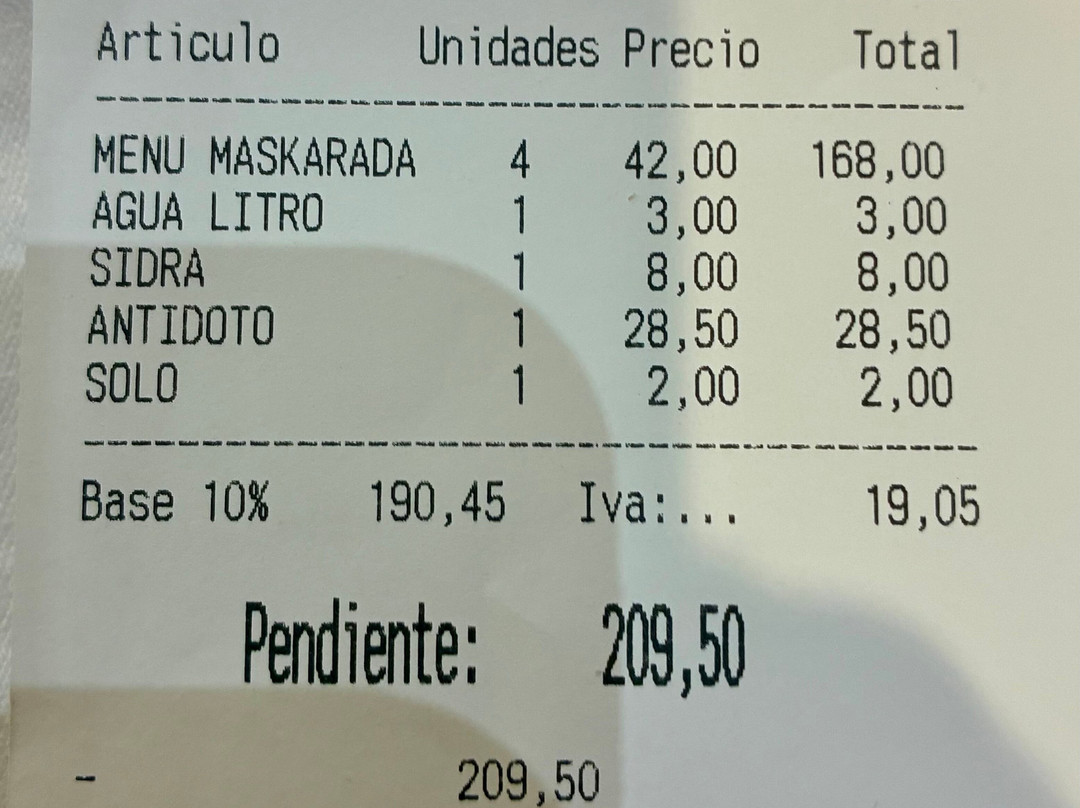 Articulo Unidades Precio Total
MENU MASKARADA 4 42,00 168,00
AGUA LITRO 1 3,00 3,00
SIDRA 1 8,00 8,00
ANTIDOTO 1 28,50 28,50
SOLO 1 2,00 2,00
Base 10% 190,45 Iva:... 19,05
Pendiente: 209,50
- 209,50